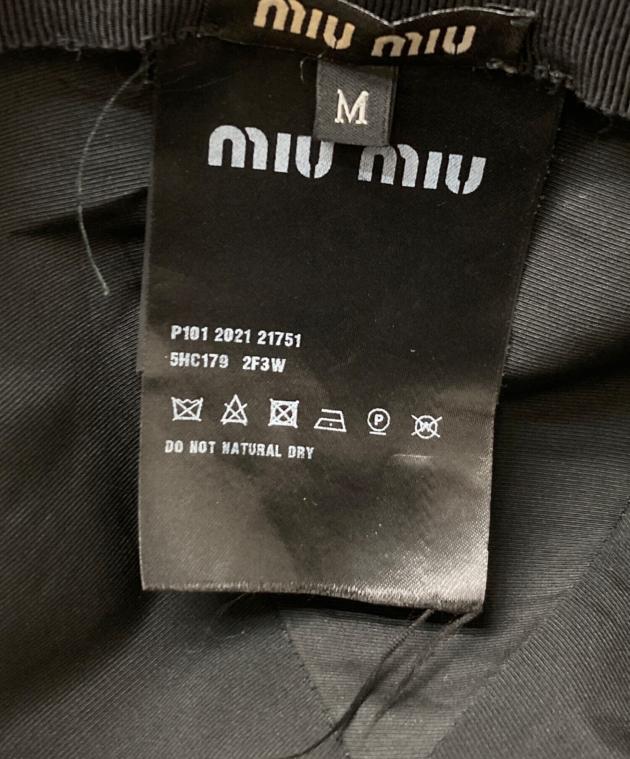 miu miu
M
miu miu
P101 2021 21751
5HC179 2F3W
P W
DO NOT NATURAL DRY